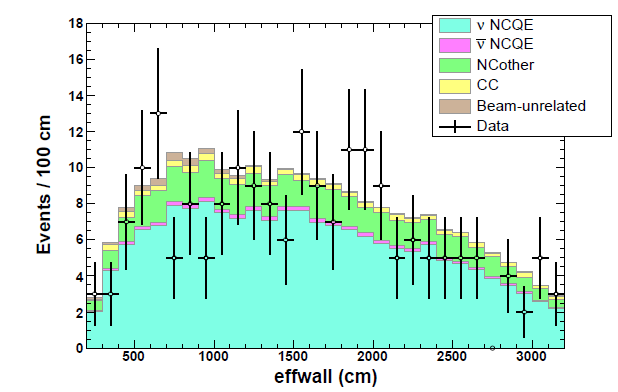 18
16
14
12
10
8
6
4
2
0
Events / 100 cm
500 1000 1500 2000 2500 3000
effwall (cm)
ν NCQE
ν̅ NCQE
NCother
CC
Beam-unrelated
Data